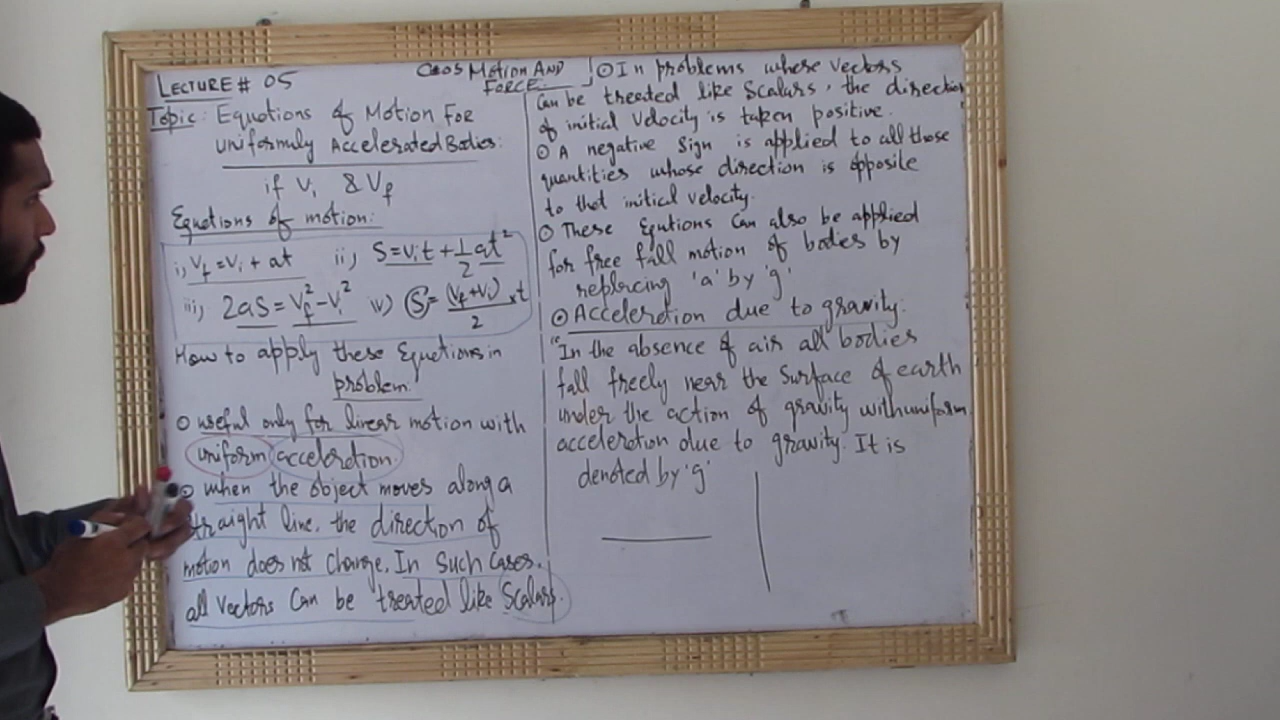 LECTURE # 05
Ch03 Motion AND
FORCE.
Topic: Equations of Motion For
uniformly Accelerated Bodies:
if Vi & Vf
Equations of motion:
i, Vf = Vi + at ii, S = Vit + 1/2 at²
iii, 2as = Vf² - Vi² iv) S = (Vf + Vi)/2 × t
How to apply these Equations in
problem:
⊙ useful only for linear motion with
uniform acceleration.
⊙ when the object moves along a
straight line, the direction of
motion does not change. In such cases.
all vectors can be treated like Scalars.
⊙ In problems where vectors
can be treated like Scalars, the direction
of initial velocity is taken positive.
⊙ A negative sign is applied to all those
quantities whose direction is opposite
to that initial velocity.
⊙ These Equtions can also be applied
for free fall motion of bodies by
replacing 'a' by 'g'
⊙ Acceleration due to gravity.
"In the absence of air all bodies
fall freely near the surface of earth
under the action of gravity with uniform
acceleration due to gravity. It is
denoted by 'g'